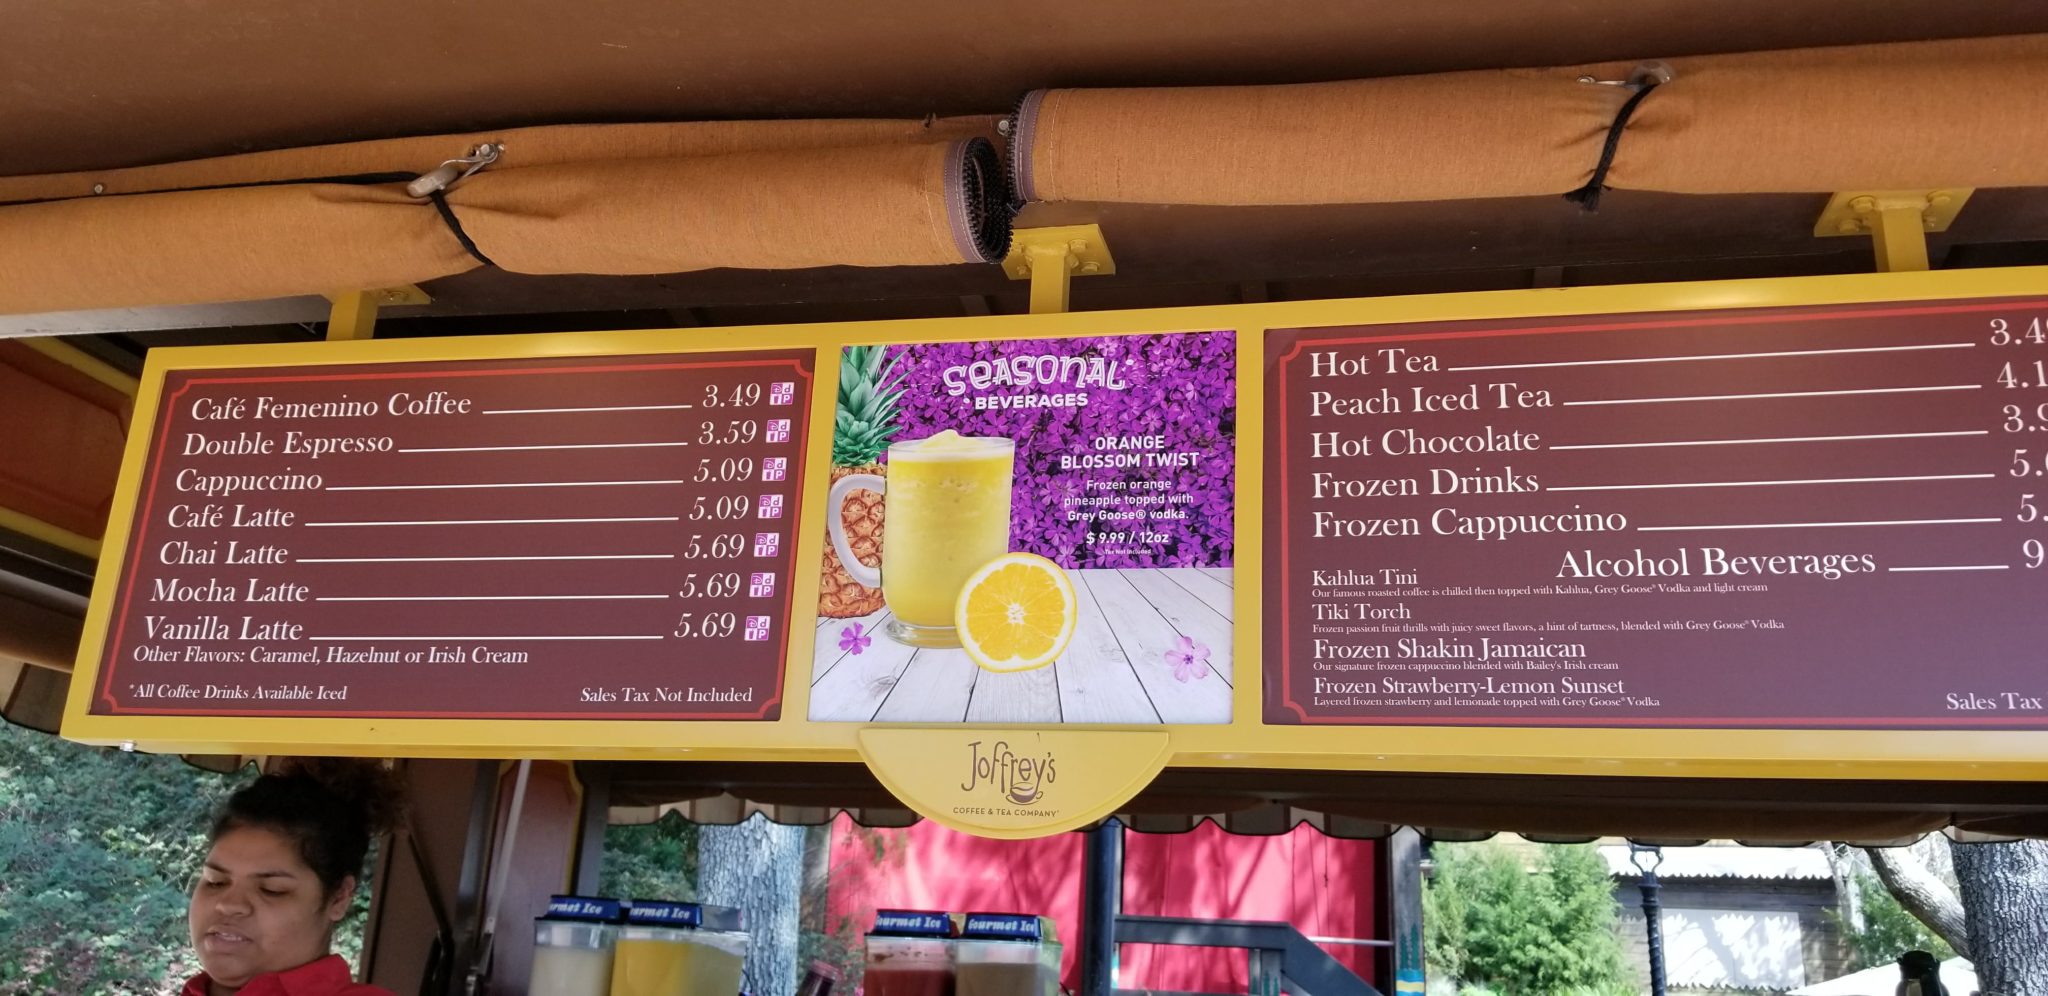 Café Femenino Coffee 3.49
Double Espresso 3.59
Cappuccino 5.09
Café Latte 5.09
Chai Latte 5.69
Mocha Latte 5.69
Vanilla Latte 5.69
Other Flavors: Caramel, Hazelnut or Irish Cream
*All Coffee Drinks Available Iced Sales Tax Not Included
SEASONAL
BEVERAGES
ORANGE
BLOSSOM TWIST
Frozen orange
pineapple topped with
Grey Goose® vodka.
$9.99 / 12oz
Tax Not Included
Joffrey's
COFFEE & TEA COMPANY
Hot Tea
Peach Iced Tea
Hot Chocolate
Frozen Drinks
Frozen Cappuccino
Alcohol Beverages
Kahlua Tini
Our famous roasted coffee is chilled then topped with Kahlua, Grey Goose® Vodka and light cream
Tiki Torch
Frozen passion fruit thrills with juicy sweet flavors, a hint of tartness, blended with Grey Goose® Vodka
Frozen Shakin Jamaican
Our signature frozen cappuccino blended with Bailey's Irish cream
Frozen Strawberry-Lemon Sunset
Layered frozen strawberry and lemonade topped with Grey Goose® Vodka
Sales Tax
Gourmet Ice